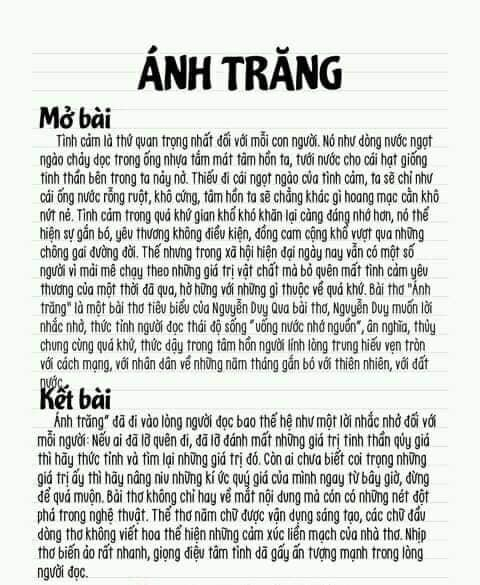 ÁNH TRĂNG
Mở bài
Tình cảm là thứ quan trọng nhất đối với mỗi con người. Nó như dòng nước ngọt
ngào chảy dọc trong ống nhựa tắm mát tâm hồn ta, tưới nước cho cái hạt giống
tinh thần bên trong ta nảy nở. Thiếu đi cái ngọt ngào của tình cảm, ta sẽ chỉ như
cái ống nước rỗng ruột, khô cứng, tâm hồn ta sẽ chẳng khác gì hoang mạc cằn khô
nứt nẻ. Tình cảm trong quá khứ gian khổ khó khăn lại càng đáng nhớ hơn, nó thể
hiện sự gắn bó, yêu thương không điều kiện, đồng cam cộng khổ vượt qua những
chông gai đường đời. Thế nhưng trong xã hội hiện đại ngày nay vẫn có một số
người vì mải mê chạy theo những giá trị vật chất mà bỏ quên mất tình cảm yêu
thương của một thời đã qua, hờ hững với những gì thuộc về quá khứ. Bài thơ "Ánh
trăng" là một bài thơ tiêu biểu của Nguyễn Duy Qua bài thơ, Nguyễn Duy muốn lời
nhắc nhở, thức tỉnh người đọc thái độ sống "uống nước nhớ nguồn", ân nghĩa, thủy
chung cùng quá khứ, thức dậy trong tâm hồn người lính lòng trung hiếu vẹn tròn
với cách mạng, với nhân dân về những năm tháng gắn bó với thiên nhiên, với đất
nước.
Kết bài
Ánh trăng" đã đi vào lòng người đọc bao thế hệ như một lời nhắc nhở đối với
mỗi người: Nếu ai đã lỡ quên đi, đã lỡ đánh mất những giá trị tinh thần qúy giá
thì hãy thức tỉnh và tìm lại những giá trị đó. Còn ai chưa biết coi trọng những
giá trị ấy thì hãy nâng niu những kí ức quý giá của mình ngay từ bây giờ, đừng
để quá muộn. Bài thơ không chỉ hay về mặt nội dung mà còn có những nét đột
phá trong nghệ thuật. Thể thơ năm chữ được vận dụng sáng tạo, các chữ đầu
dòng thơ không viết hoa thể hiện những cảm xúc liền mạch của nhà thơ. Nhịp
thơ biến ảo rất nhanh, giọng điệu tâm tình dã gấy ấn tượng mạnh trong lòng
người đọc.